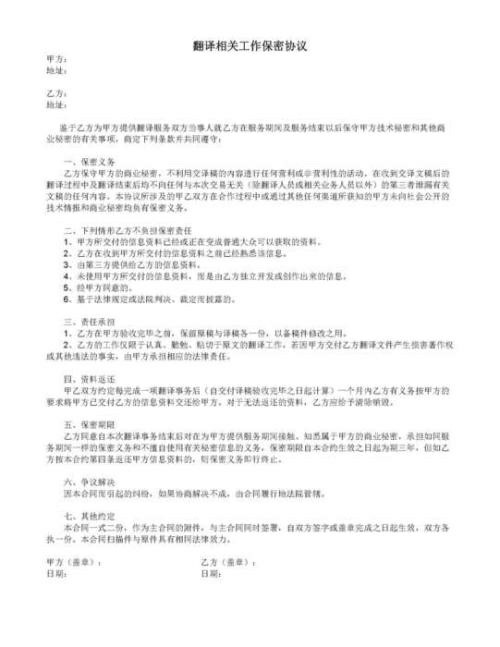 翻译相关工作保密协议
甲方：
地址：
乙方：
地址：
鉴于乙方为甲方提供翻译服务双方当事人就乙方在服务期间及服务结束以后保守甲方技术秘密和其他商
业秘密的有关事项，商定下列条款并共同遵守：
一、保密义务
乙方保守甲方的商业秘密，不利用交译稿的内容进行任何营利或非营利性的活动。在收到交译文稿后的
翻译过程中及翻译结束后均不向任何与本次交易无关（除翻译人员或相关业务人员以外）的第三者泄漏有关
文稿的任何内容。本协议所涉及的甲乙双方在合作过程中或通过其他任何渠道所获知的甲方未向社会公开的
技术情报和商业秘密均负有保密义务。
二、下列情形乙方不负担保密责任
1、甲方所交付的信息资料已经或正在变成普通大众可以获取的资料。
2、乙方在收到甲方所交付的信息资料之前已经熟悉该信息。
3、由第三方提供给乙方的信息资料。
4、未使用甲方所交付的信息资料，而是由乙方独立开发或创作出来的信息。
5、经甲方同意的。
6、基于法律规定或法院判决、裁定而披露的。
三、责任承担
1、乙方在甲方验收完毕之前，保留原稿与译稿各一份，以备稿件修改之用。
2、乙方的工作仅限于认真、勤勉、贴切于原文的翻译工作，若因甲方交付乙方翻译文件产生损害著作权
或其他违法的事实，由甲方承担相应的法律责任。
四、资料返还
甲乙双方约定每完成一项翻译事务后（自交付译稿验收完毕之日起计算）一个月内乙方有义务按甲方的
要求将甲方已交付乙方的信息资料交还给甲方。对于无法返还的资料，乙方应给予清除销毁。
五、保密期限
乙方同意自本次翻译事务结束后对在为甲方提供服务期间接触、知悉属于甲方的商业秘密，承担如同服
务期间一样的保密义务和不擅自使用有关秘密信息的义务，保密期限自本合约生效之日起为期三年，但如乙
方按本合约第四条返还甲方信息资料的，则保密义务即行终止。
六、争议解决
因本合同而引起的纠纷，如果协商解决不成，由合同履行地法院管辖。
七、其他约定
本合同一式二份，作为主合同的附件，与主合同同时签署，自双方签字或盖章完成之日起生效，双方各
执一份。本合同扫描件与原件具有相同法律效力。
甲方（盖章）： 乙方（盖章）：
日期： 日期：